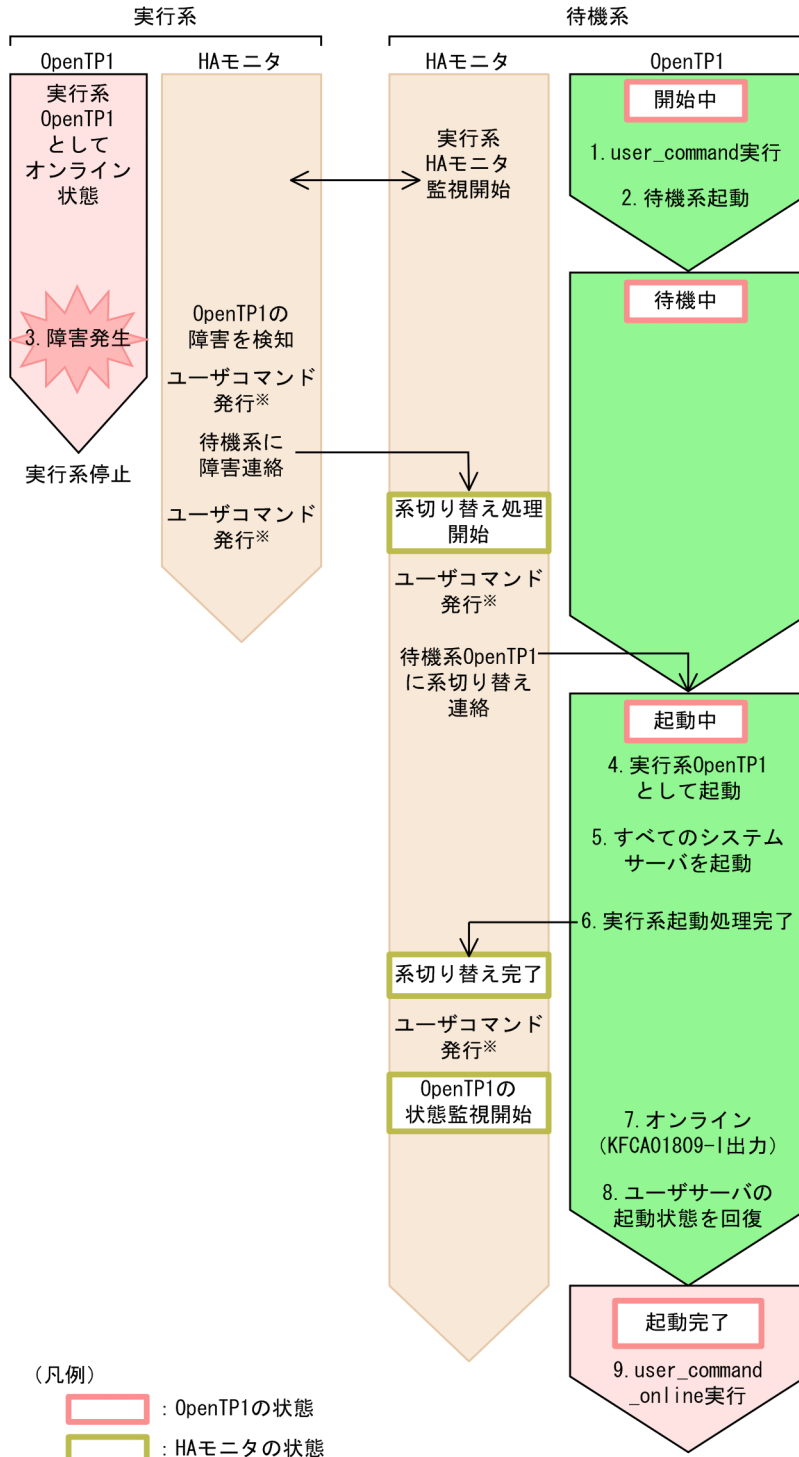 実行系
待機系
OpenTP1
HAモニタ
HAモニタ
OpenTP1
実行系
OpenTP1
として
オンライン
状態
実行系
HAモニタ
監視開始
開始中
1. user_command実行
2. 待機系起動
待機中
3. 障害発生
OpenTP1の
障害を検知
ユーザコマンド
発行※
実行系停止
待機系に
障害連絡
ユーザコマンド
発行※
系切り替え処理
開始
ユーザコマンド
発行※
待機系OpenTP1
に系切り替え
連絡
起動中
4. 実行系OpenTP1
として起動
5. すべてのシステム
サーバを起動
6. 実行系起動処理完了
系切り替え完了
ユーザコマンド
発行※
OpenTP1の
状態監視開始
7. オンライン
(KFCA01809-I出力)
8. ユーザサーバの
起動状態を回復
起動完了
9. user_command
_online実行
(凡例)
: OpenTP1の状態
: HAモニタの状態